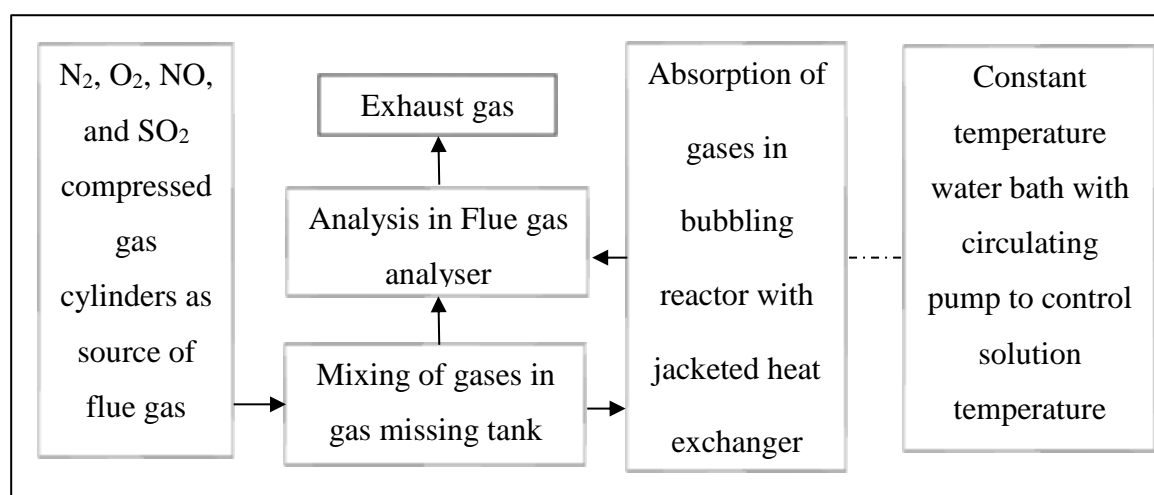 N₂, O₂, NO,
and SO₂
compressed
gas
cylinders as
source of
flue gas
Exhaust gas
Analysis in Flue gas
analyser
Mixing of gases in
gas missing tank
Absorption of
gases in
bubbling
reactor with
jacketed heat
exchanger
Constant
temperature
water bath with
circulating
pump to control
solution
temperature